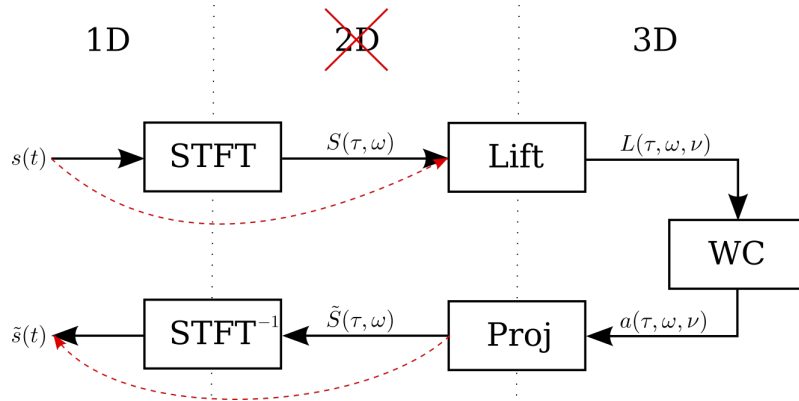 1D 2D 3D
s(t) STFT S(τ, ω) Lift L(τ, ω, ν)
WC
s̃(t) STFT⁻¹ S̃(τ, ω) Proj a(τ, ω, ν)